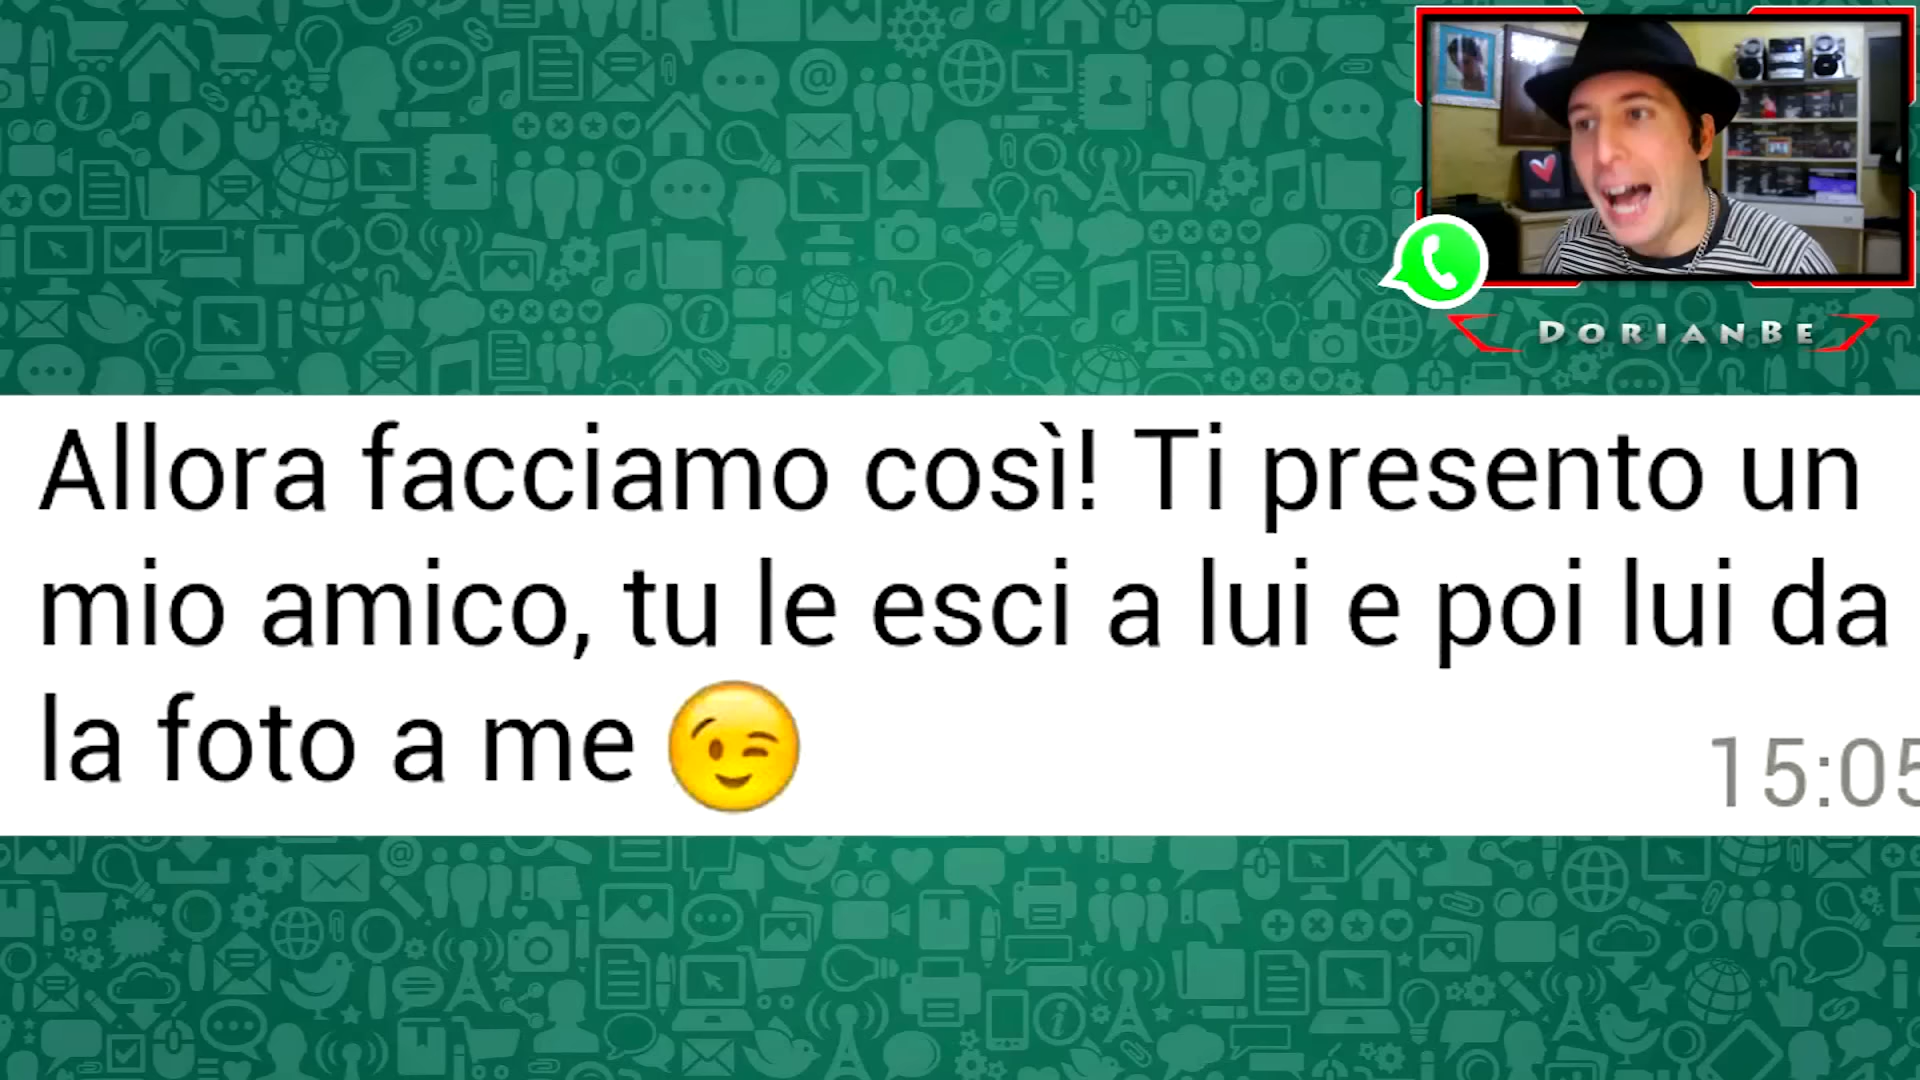 DORIANBE
Allora facciamo così! Ti presento un
mio amico, tu le esci a lui e poi lui da
la foto a me 😉
15:05